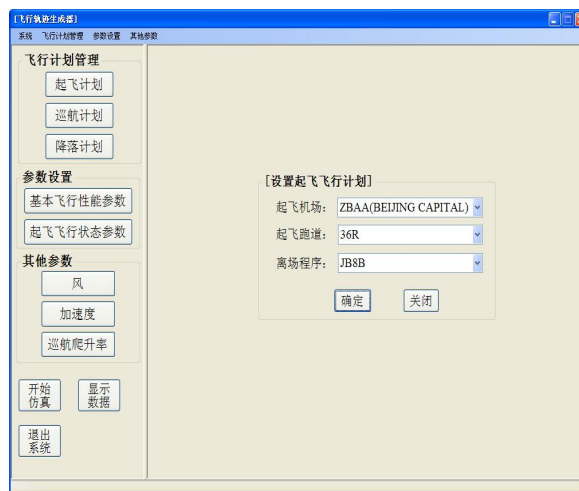 [飞行轨迹生成器]
系统 飞行计划管理 参数设置 其他参数
飞行计划管理
起飞计划
巡航计划
降落计划
参数设置
基本飞行性能参数
起飞飞行状态参数
其他参数
风
加速度
巡航爬升率
开始
仿真
显示
数据
退出
系统
[设置起飞飞行计划]
起飞机场： ZBAA(BEIJING CAPITAL)
起飞跑道： 36R
离场程序： JB8B
确定 关闭